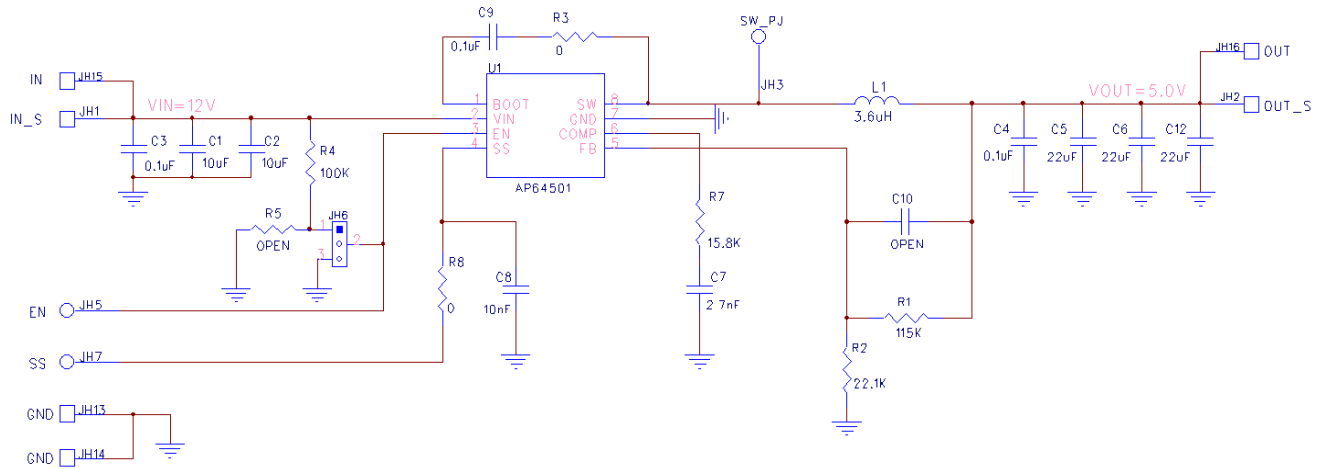 C9
0.1uF
R3
0
SW_PJ
JH3
U1
1 BOOT
2 VIN
3 EN
4 SS
SW 8
GND 7
COMP 6
FB 5
AP64501
IN JH15
IN_S JH1
VIN=12V
C3
0.1uF
C1
10uF
C2
10uF
R4
100K
R5
OPEN
JH6
1
2
3
L1
3.6uH
VOUT=5.0V
JH16 OUT
JH2 OUT_S
C4
0.1uF
C5
22uF
C6
22uF
C12
22uF
R7
15.8K
C7
2 7nF
C10
OPEN
R1
115K
R2
22.1K
R8
0
C8
10nF
EN JH5
SS JH7
GND JH13
GND JH14